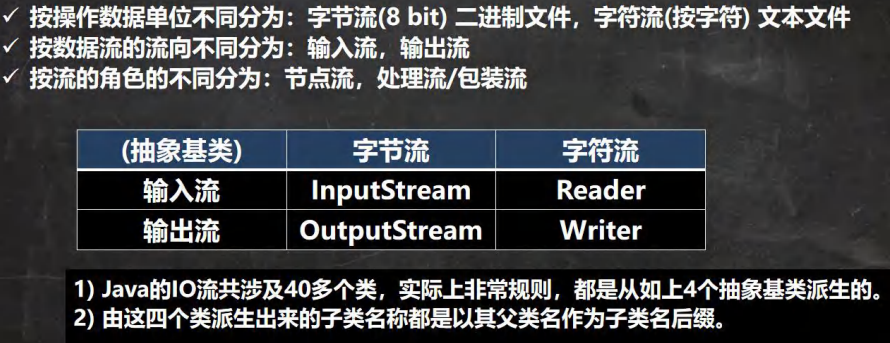 ✓ 按操作数据单位不同分为：字节流(8 bit) 二进制文件，字符流(按字符) 文本文件
✓ 按数据流的流向不同分为：输入流，输出流
✓ 按流的角色的不同分为：节点流，处理流/包装流
(抽象基类) 字节流 字符流
输入流 InputStream Reader
输出流 OutputStream Writer
1) Java的IO流共涉及40多个类，实际上非常规则，都是从如上4个抽象基类派生的。
2) 由这四个类派生出来的子类名称都是以其父类名作为子类名后缀。